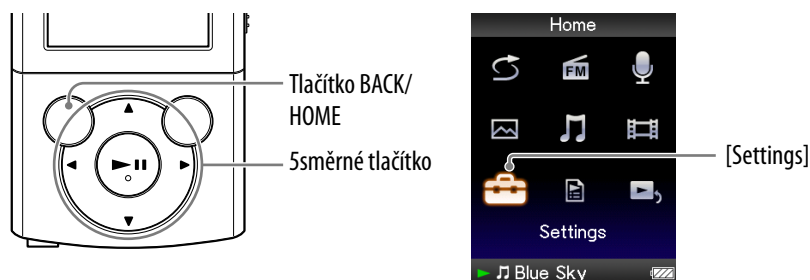 Tlačítko BACK/
HOME
5směrné tlačítko
Home
FM
Settings
Blue Sky
[Settings]